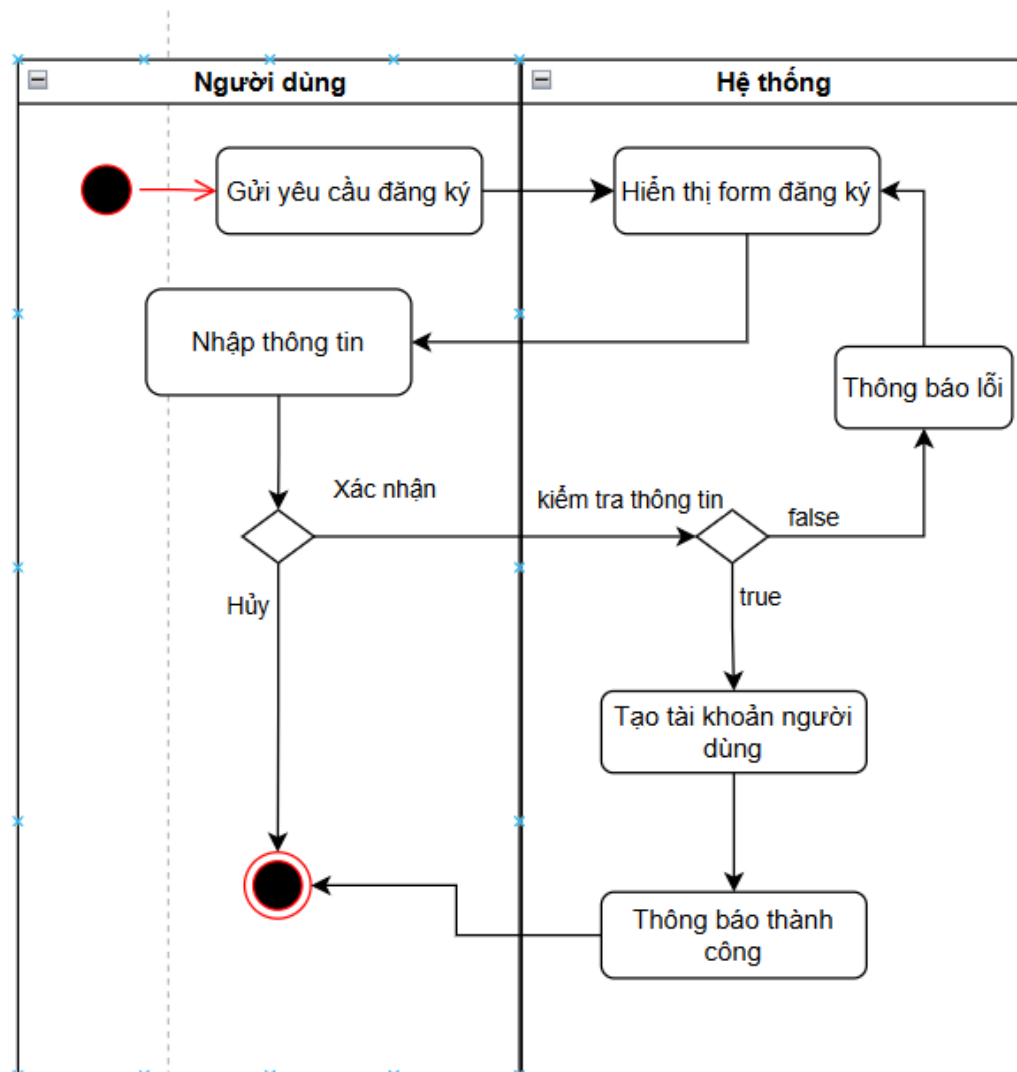 Người dùng
Hệ thống
Gửi yêu cầu đăng ký
Hiển thị form đăng ký
Nhập thông tin
Thông báo lỗi
Xác nhận
kiểm tra thông tin
false
Hủy
true
Tạo tài khoản người
dùng
Thông báo thành
công